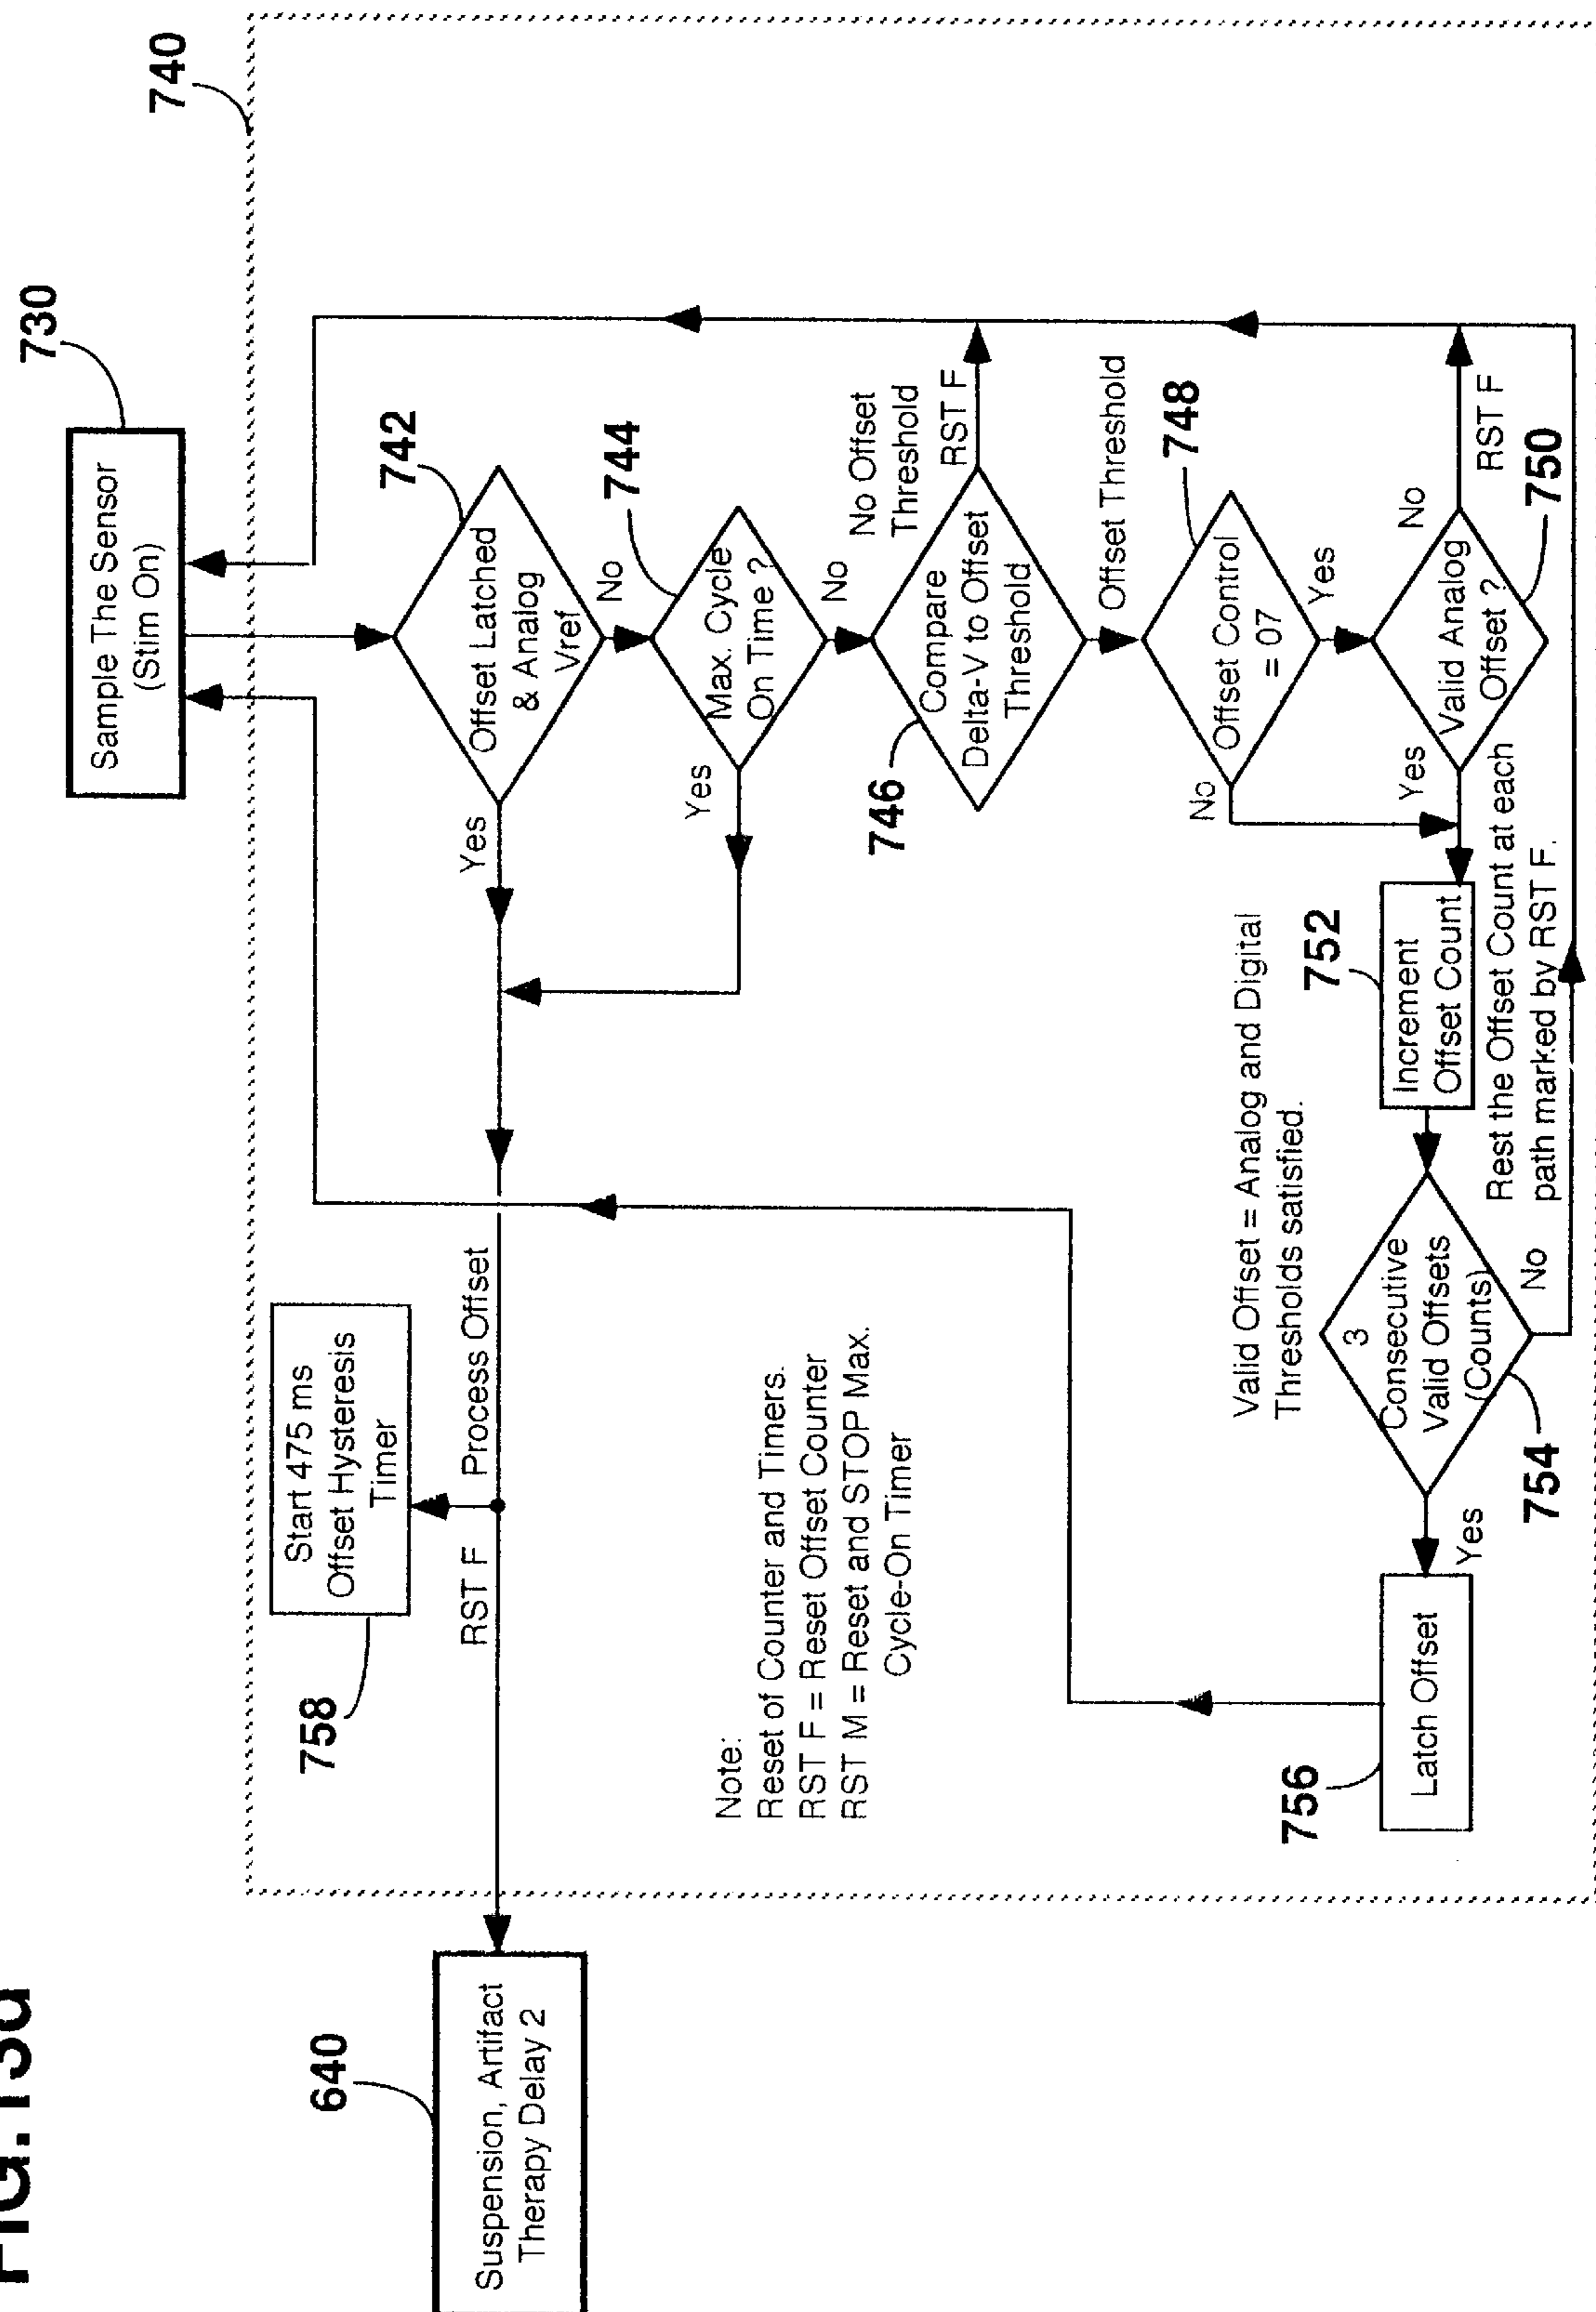 730
Sample The Sensor
(Stim On)
740
640
Suspension, Artifact
Therapy Delay 2
758
Start 475 ms
Offset Hysteresis
Timer
RST F
Process Offset
Yes
742
Offset Latched
& Analog
Vref
No
744
Max. Cycle
On Time ?
Yes
No
746
Compare
Delta-V to Offset
Threshold
No Offset
Threshold
RST F
Offset Threshold
748
Offset Control
= 07
No
Yes
Valid Analog
Offset ?
750
Yes
No
RST F
Note:
Reset of Counter and Timers.
RST F = Reset Offset Counter
RST M = Reset and STOP Max.
Cycle-On Timer
Valid Offset = Analog and Digital
Thresholds satisfied.
752
Increment
Offset Count
Rest the Offset Count at each
path marked by RST F.
3
Consecutive
Valid Offsets
(Counts)
754
No
Yes
756
Latch Offset